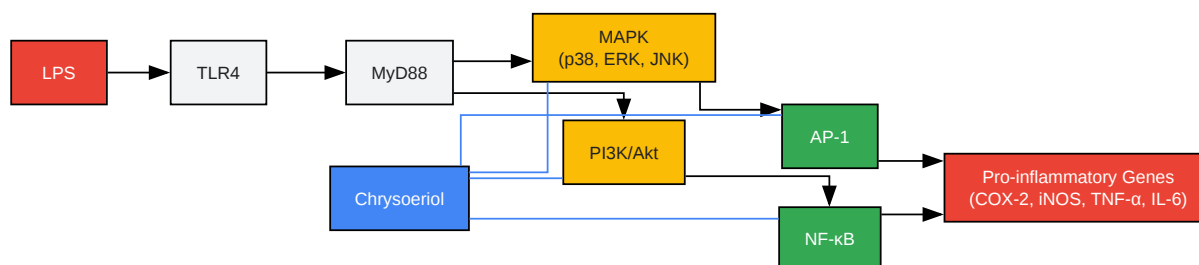 LPS
TLR4
MyD88
MAPK
(p38, ERK, JNK)
PI3K/Akt
AP-1
Chrysoeriol
NF-κB
Pro-inflammatory Genes
(COX-2, iNOS, TNF-α, IL-6)